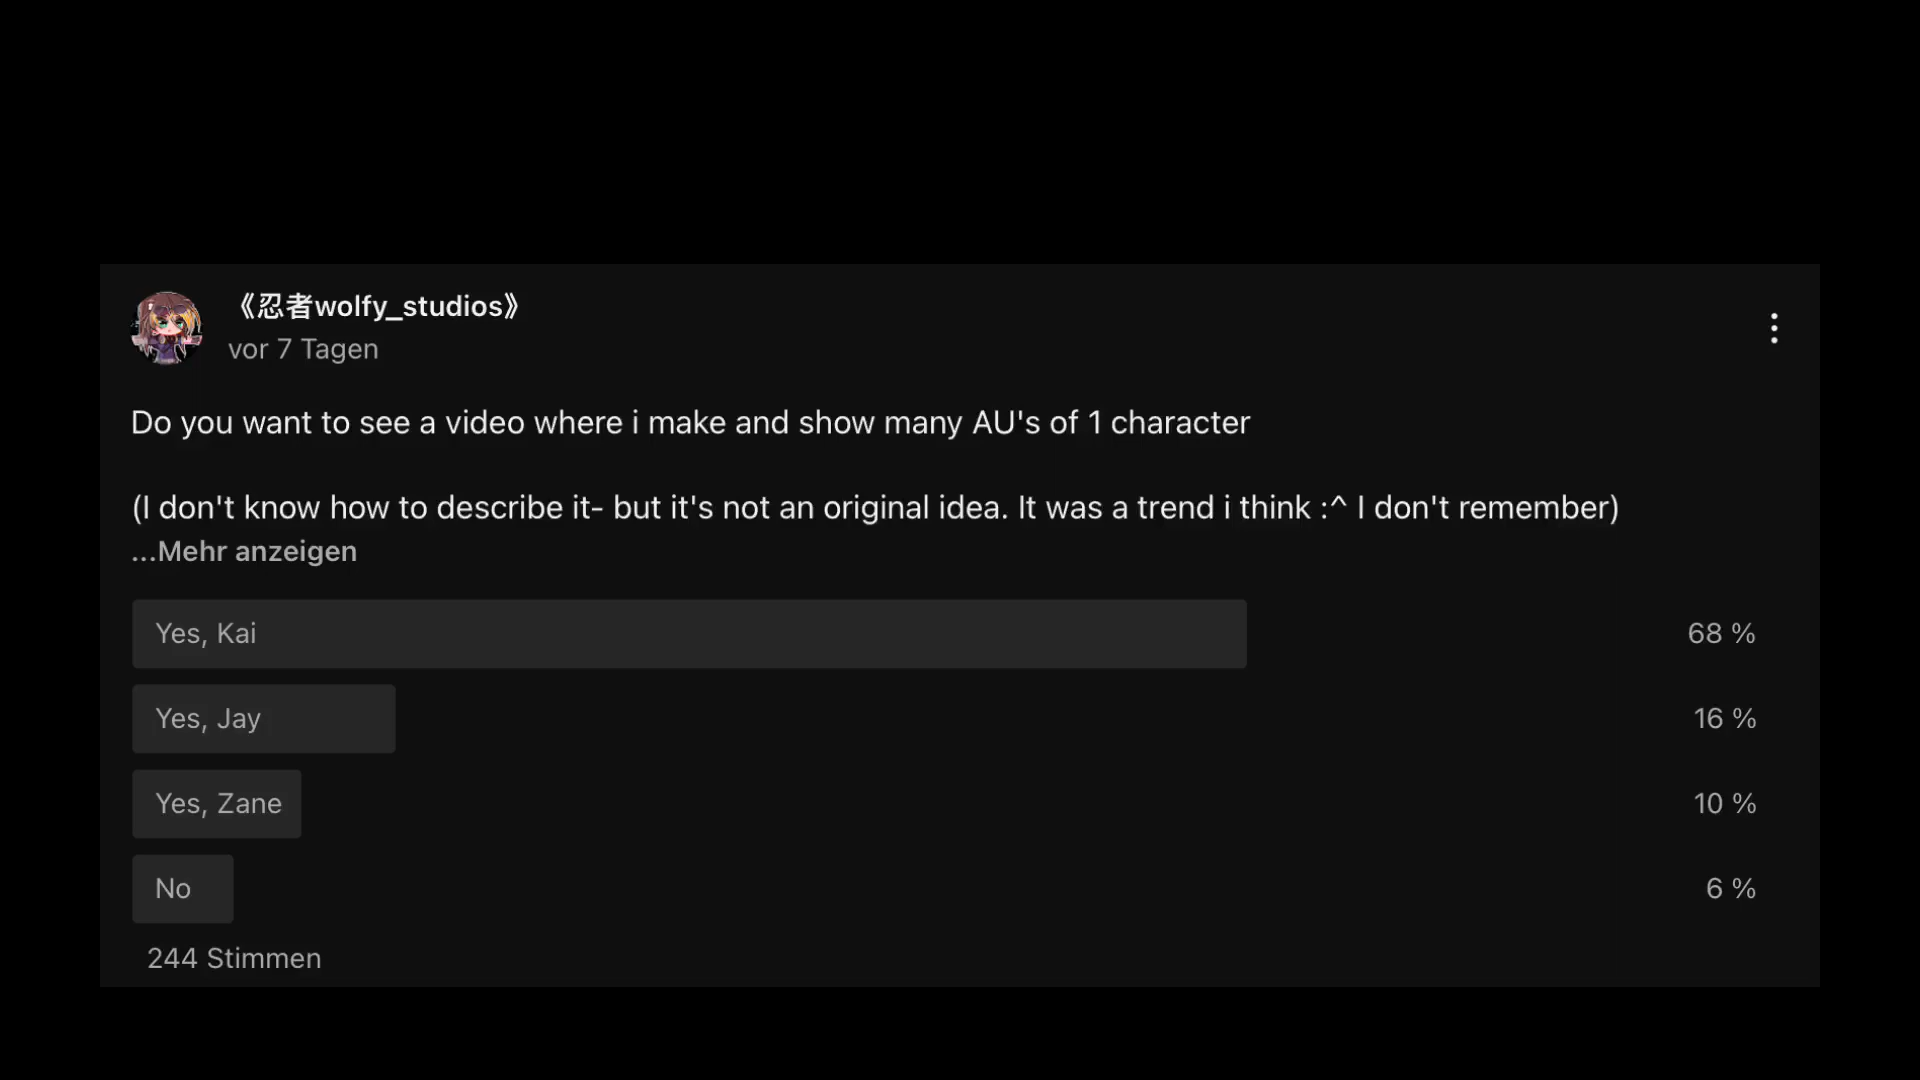 《忍者wolfy_studios》
vor 7 Tagen
Do you want to see a video where i make and show many AU's of 1 character
(I don't know how to describe it- but it's not an original idea. It was a trend i think :^ I don't remember)
...Mehr anzeigen
Yes, Kai 68 %
Yes, Jay 16 %
Yes, Zane 10 %
No 6 %
244 Stimmen